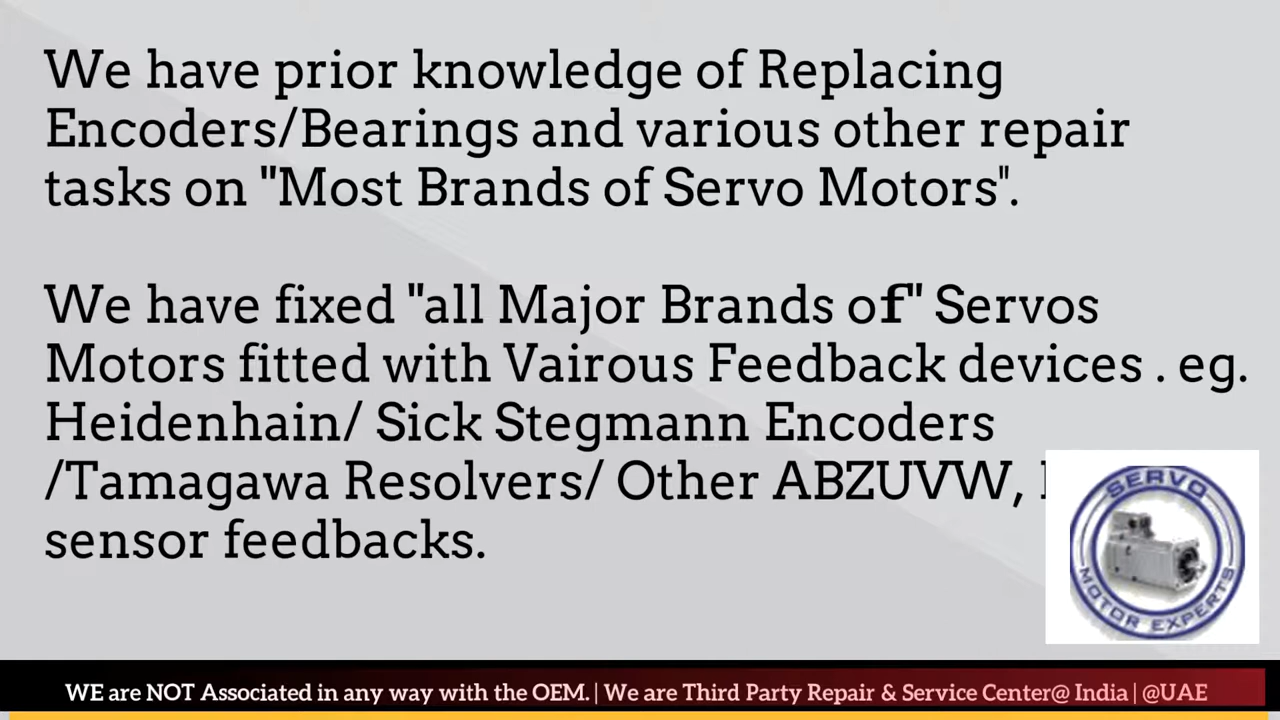 We have prior knowledge of Replacing
Encoders/Bearings and various other repair
tasks on "Most Brands of Servo Motors".
We have fixed "all Major Brands of" Servos
Motors fitted with Vairous Feedback devices . eg.
Heidenhain/ Sick Stegmann Encoders
/Tamagawa Resolvers/ Other ABZUVW,
sensor feedbacks.
SERVO
MOTOR EXPERTS
WE are NOT Associated in any way with the OEM. | We are Third Party Repair & Service Center@ India | @UAE